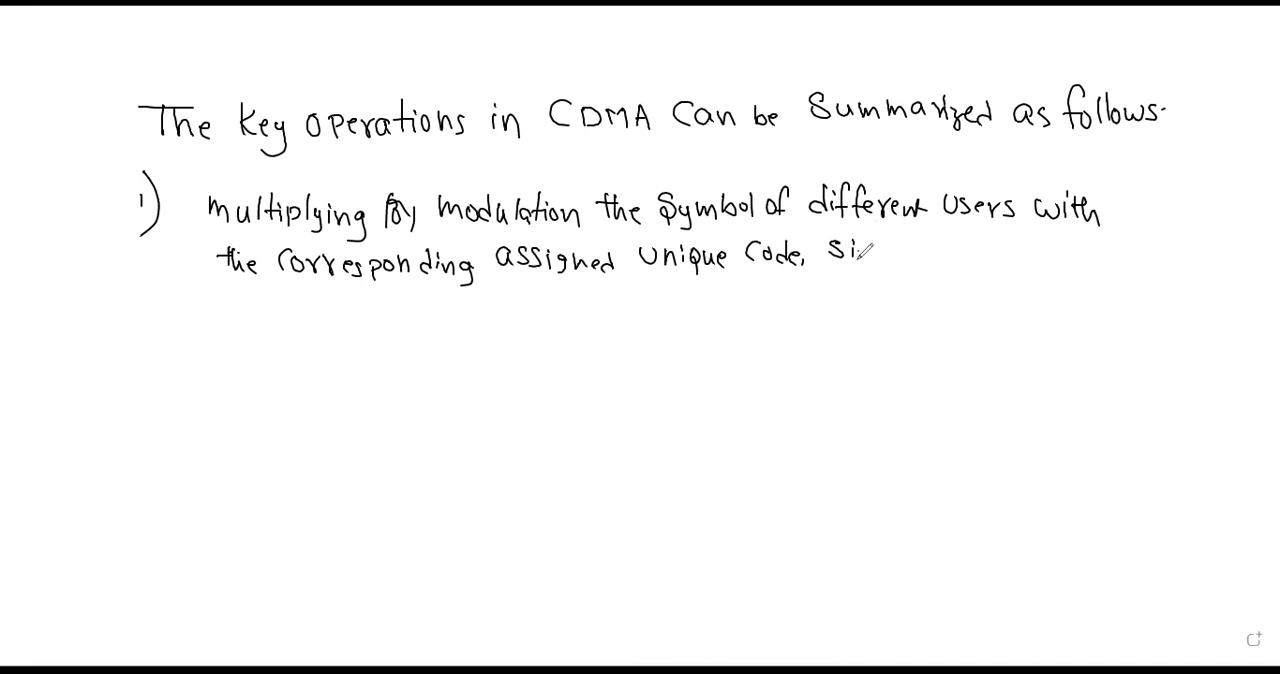 The Key operations in CDMA Can be Summarized as follows.
1) multiplying by modulation the Symbol of different users with
the Corresponding assigned unique Code, Si